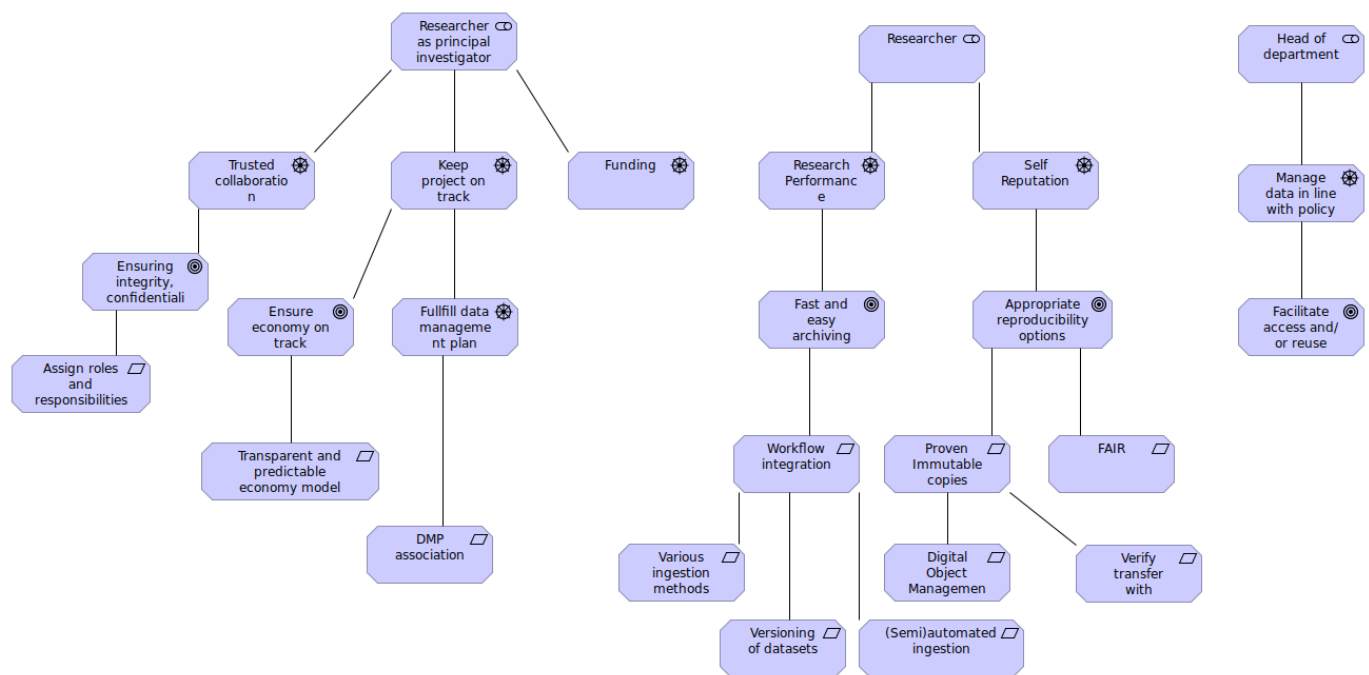 Researcher
as principal
investigator
Researcher
Head of
department
Trusted
collaboratio
n
Keep
project on
track
Funding
Research
Performanc
e
Self
Reputation
Manage
data in line
with policy
Ensuring
integrity,
confidentiali
Ensure
economy on
track
Fullfill data
manageme
nt plan
Fast and
easy
archiving
Appropriate
reproducibility
options
Facilitate
access and/
or reuse
Assign roles
and
responsibilities
Transparent and
predictable
economy model
Workflow
integration
Proven
Immutable
copies
FAIR
DMP
association
Various
ingestion
methods
Digital
Object
Managemen
Verify
transfer
with
Versioning
of datasets
(Semi)automated
ingestion